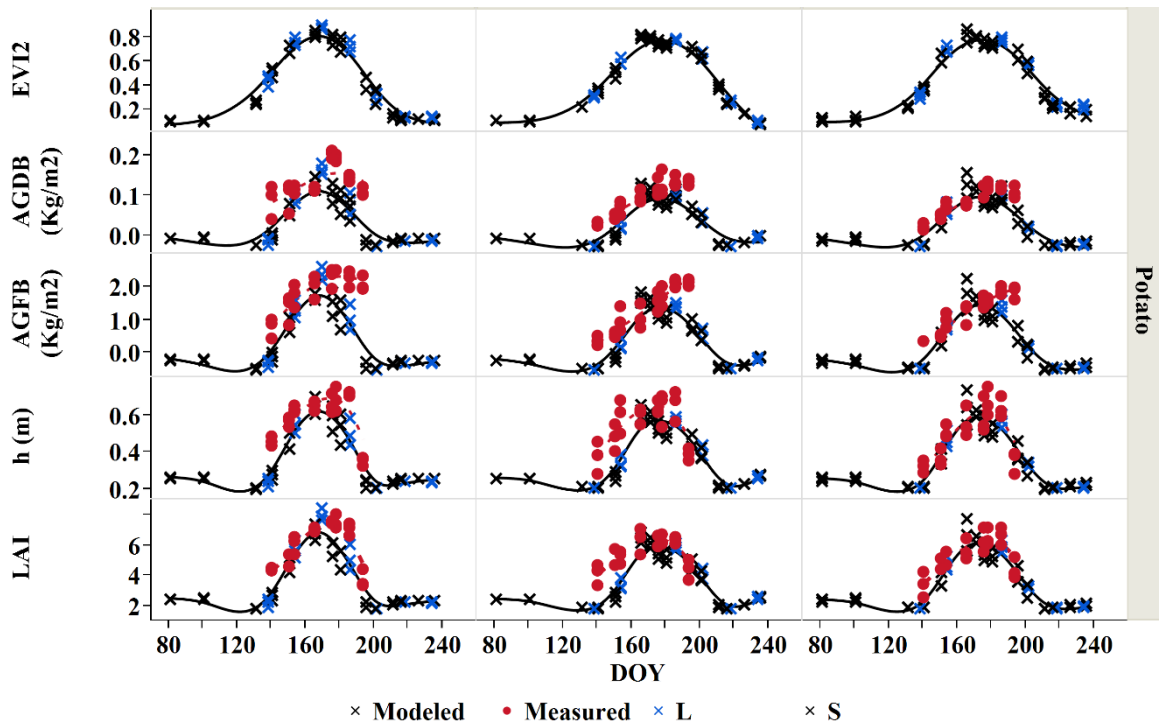 EVI2
0.8
0.6
0.4
0.2
AGDB
(Kg/m2)
0.2
0.1
0.0
AGFB
(Kg/m2)
2.0
1.0
0.0
h (m)
0.6
0.4
0.2
LAI
6
4
2
Potato
80 120 160 200 240 80 120 160 200 240 80 120 160 200 240
DOY
× Modeled ● Measured × L × S